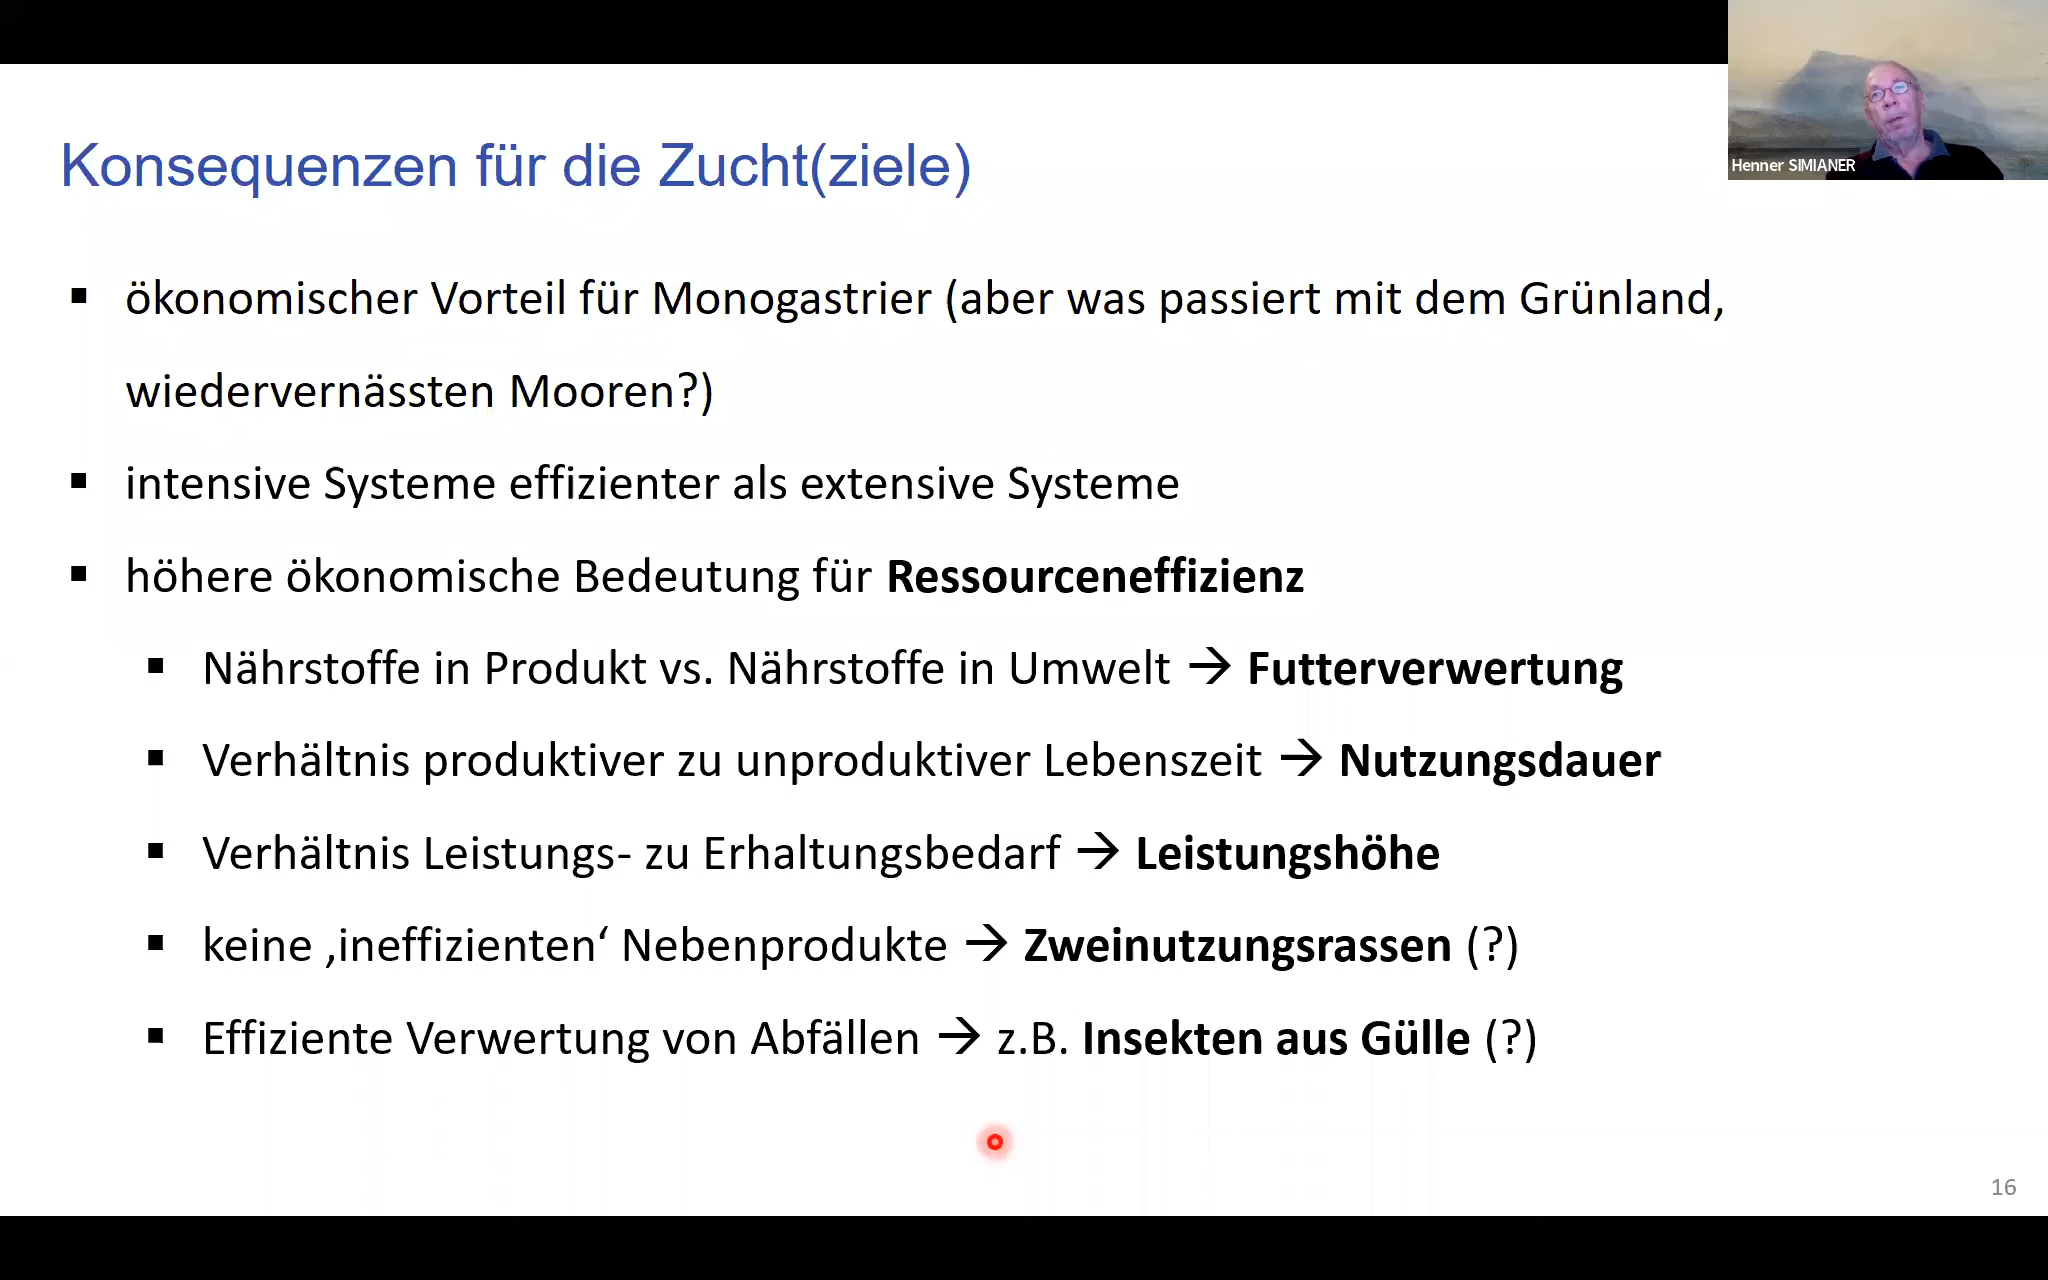 Henner SIMIANER
Konsequenzen für die Zucht(ziele)
▪ ökonomischer Vorteil für Monogastrier (aber was passiert mit dem Grünland,
wiedervernässten Mooren?)
▪ intensive Systeme effizienter als extensive Systeme
▪ höhere ökonomische Bedeutung für Ressourceneffizienz
▪ Nährstoffe in Produkt vs. Nährstoffe in Umwelt → Futterverwertung
▪ Verhältnis produktiver zu unproduktiver Lebenszeit → Nutzungsdauer
▪ Verhältnis Leistungs- zu Erhaltungsbedarf → Leistungshöhe
▪ keine ‚ineffizienten‘ Nebenprodukte → Zweinutzungsrassen (?)
▪ Effiziente Verwertung von Abfällen → z.B. Insekten aus Gülle (?)
16